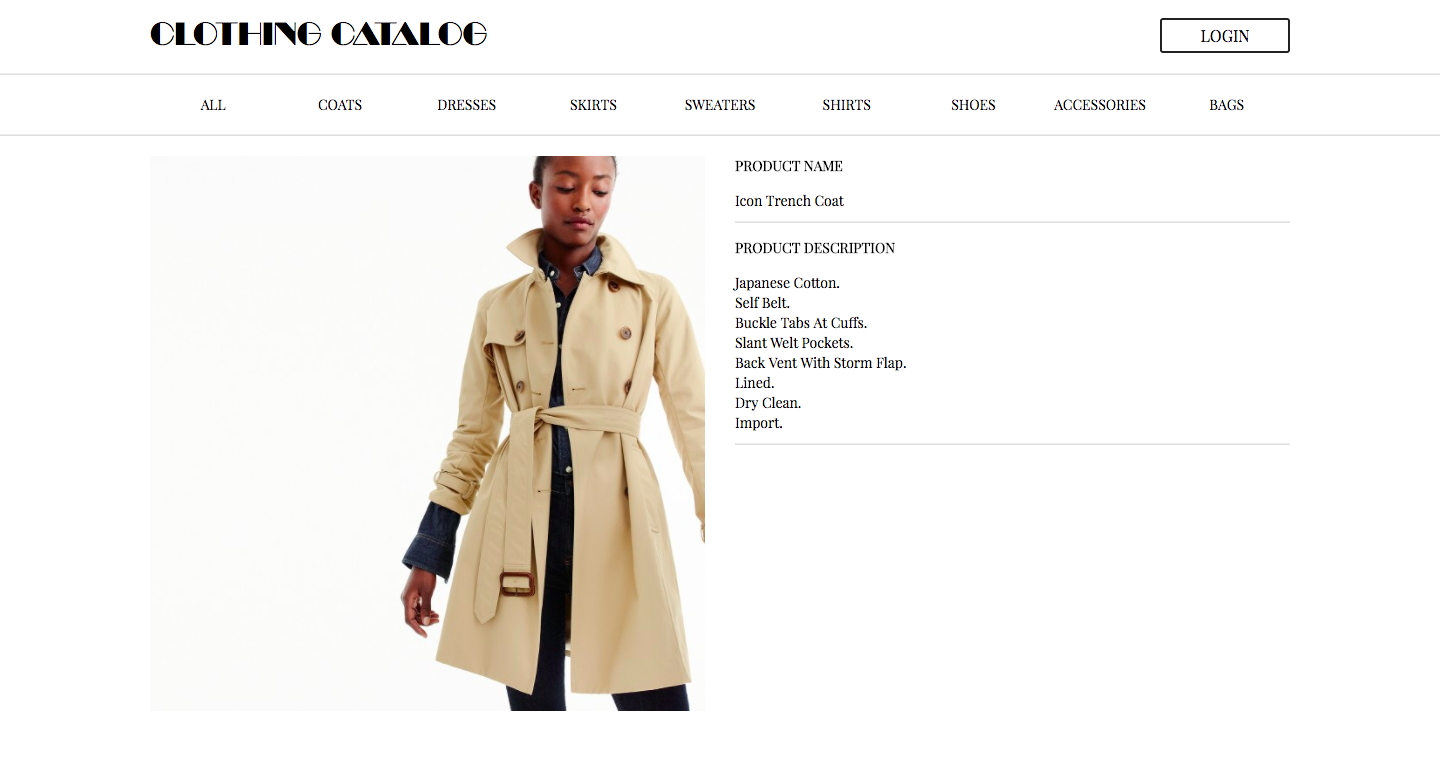 CLOTHING CATALOG
LOGIN
ALL COATS DRESSES SKIRTS SWEATERS SHIRTS SHOES ACCESSORIES BAGS
PRODUCT NAME
Icon Trench Coat
PRODUCT DESCRIPTION
Japanese Cotton.
Self Belt.
Buckle Tabs At Cuffs.
Slant Welt Pockets.
Back Vent With Storm Flap.
Lined.
Dry Clean.
Import.